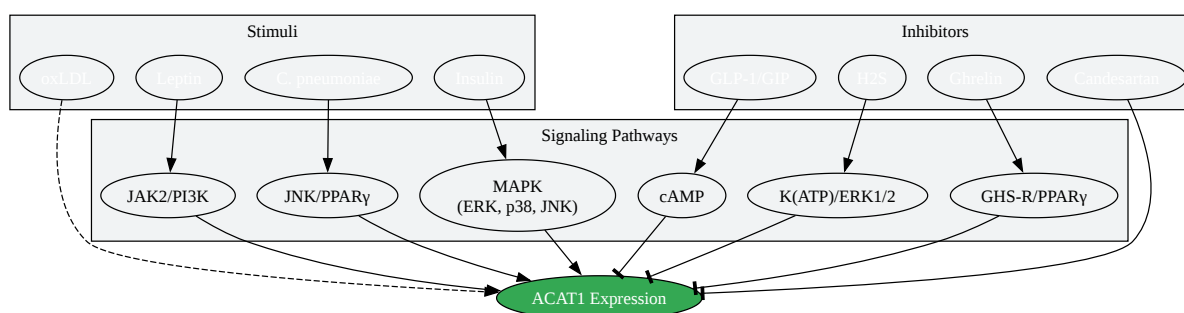 Stimuli
Inhibitors
oxLDL
Leptin
C. pneumoniae
Insulin
GLP-1/GIP
H2S
Ghrelin
Candesartan
Signaling Pathways
JAK2/PI3K
JNK/PPARγ
MAPK
(ERK, p38, JNK)
cAMP
K(ATP)/ERK1/2
GHS-R/PPARγ
ACAT1 Expression